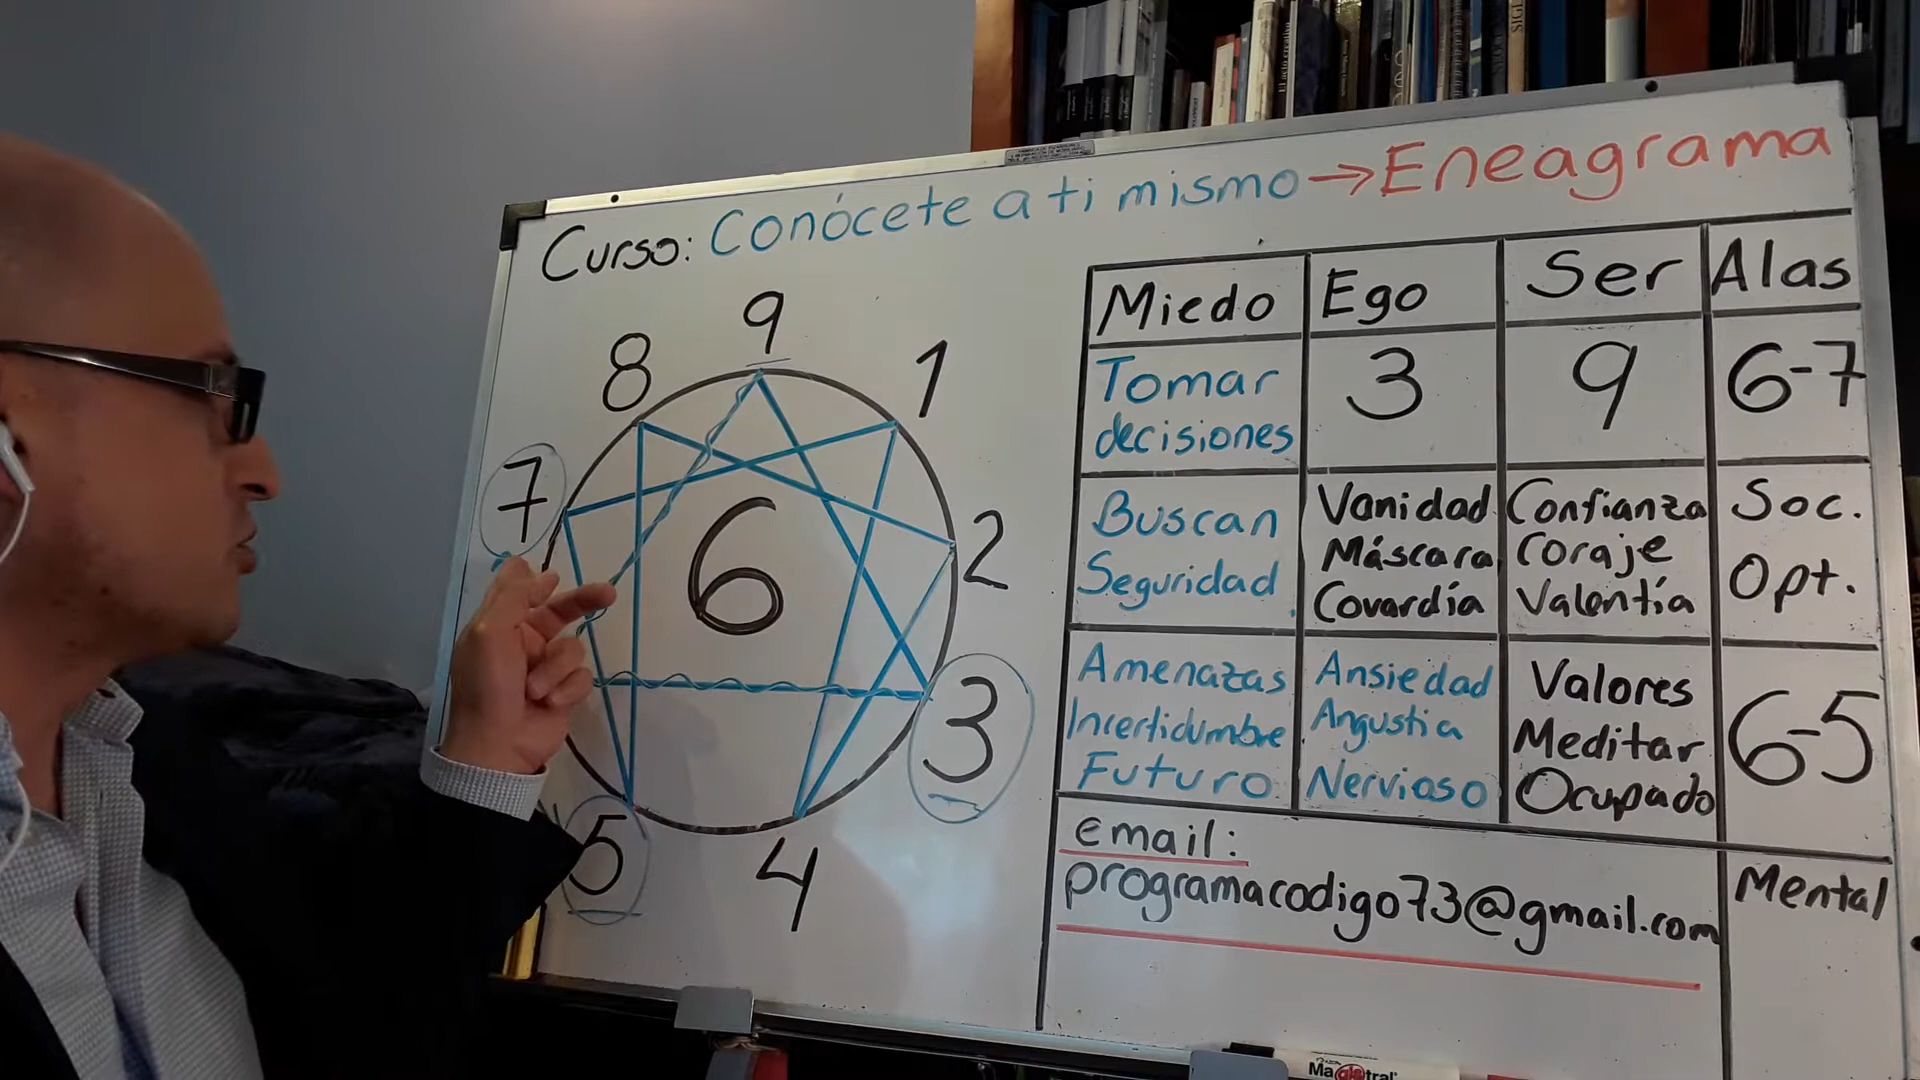 Curso: Conócete a ti mismo → Eneagrama
9
8
1
7
2
6
3
5
4
Miedo Ego Ser Alas
Tomar decisiones 3 9 6-7
Buscan Vanidad Confianza Soc.
Seguridad Máscara Coraje Opt.
Covardía Valentía
Amenazas Ansiedad Valores 6-5
Incertidumbre Angustia Meditar
Futuro Nervioso Ocupado
email:
programacodigo73@gmail.com
Mental
Magistral